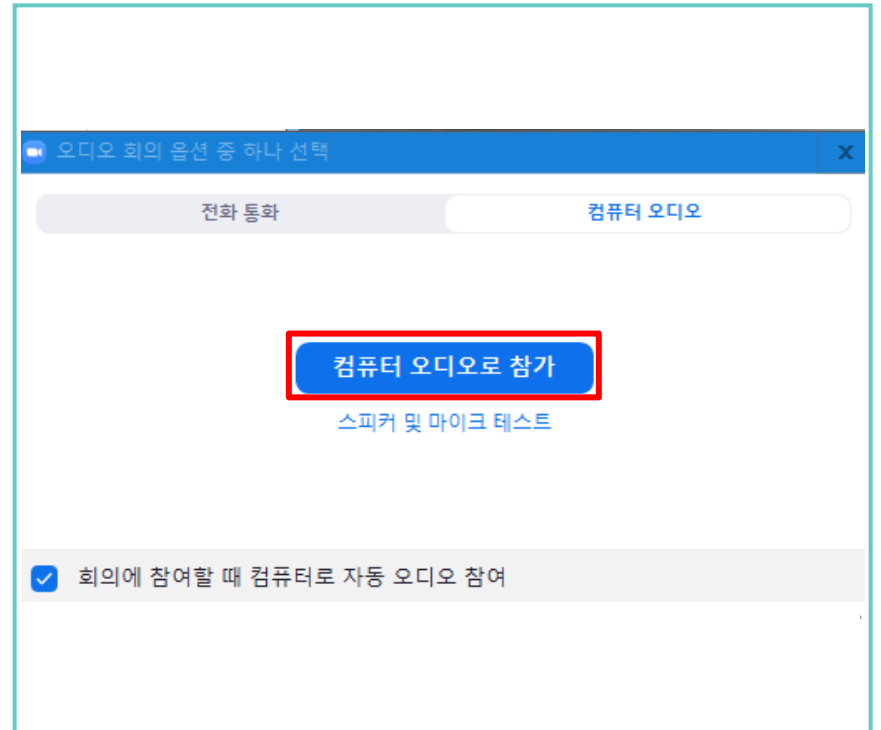 오디오 회의 옵션 중 하나 선택
전화 통화
컴퓨터 오디오
컴퓨터 오디오로 참가
스피커 및 마이크 테스트
회의에 참여할 때 컴퓨터로 자동 오디오 참여